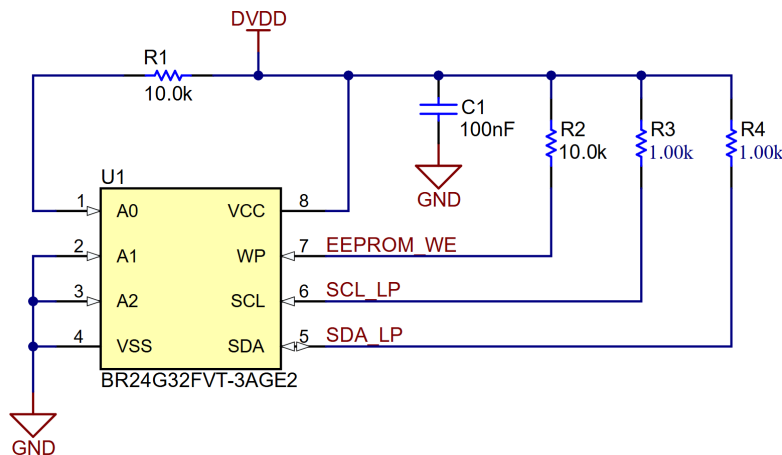 DVDD
R1
10.0k
C1
100nF
R2
10.0k
R3
1.00k
R4
1.00k
GND
U1
1 A0 VCC 8
2 A1 WP 7 EEPROM_WE
3 A2 SCL 6 SCL_LP
4 VSS SDA 5 SDA_LP
BR24G32FVT-3AGE2
GND